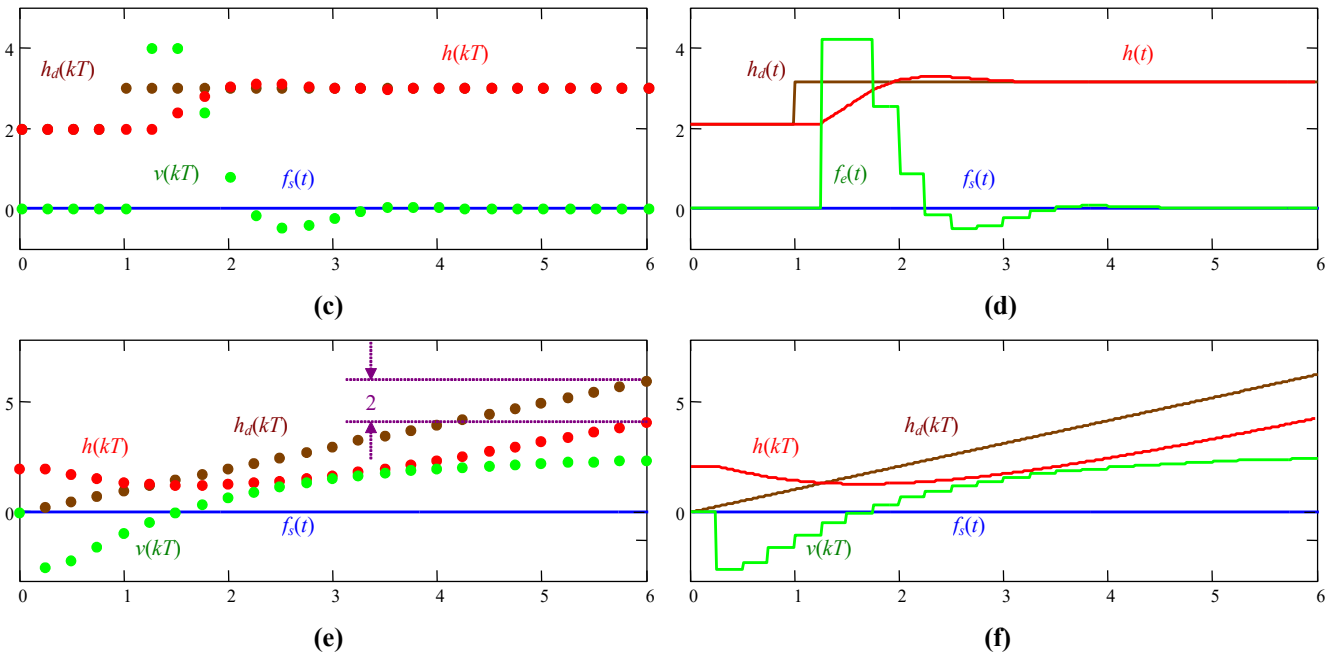 4
2
0
h_d(kT)
h(kT)
v(kT)
f_s(t)
0 1 2 3 4 5 6
(c)
4
2
0
h_d(t)
h(t)
f_e(t)
f_s(t)
0 1 2 3 4 5 6
(d)
5
0
2
h(kT)
h_d(kT)
f_s(t)
v(kT)
0 1 2 3 4 5 6
(e)
5
0
h(kT)
h_d(kT)
f_s(t)
v(kT)
0 1 2 3 4 5 6
(f)